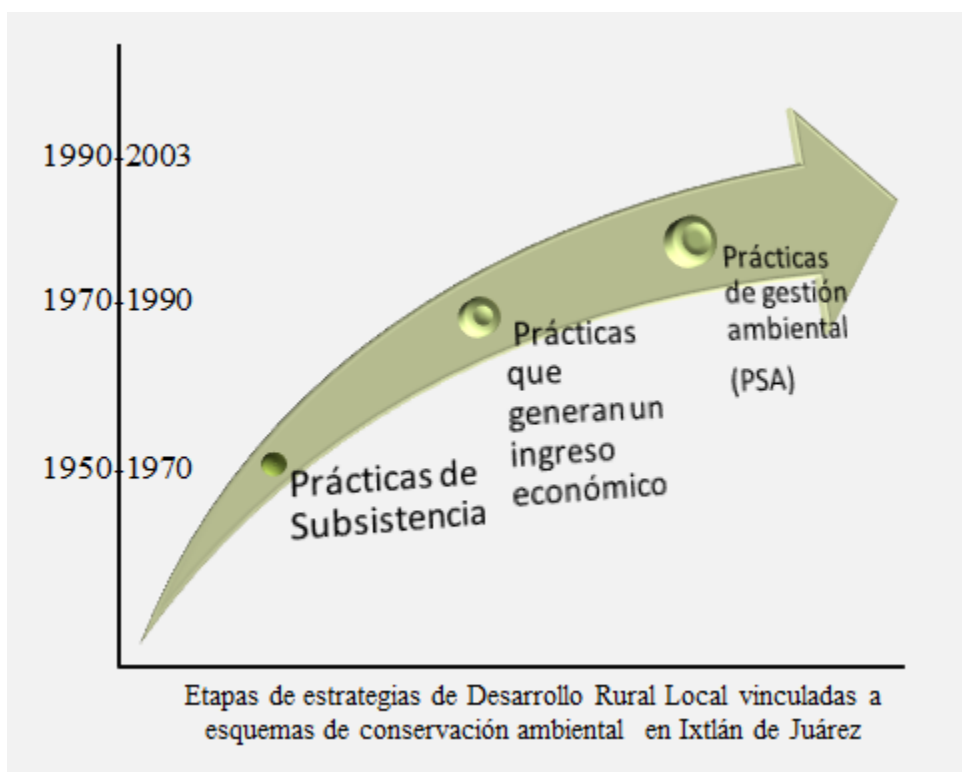 1990 2003
1970 1990
1950 1970
Prácticas de
Subsistencia
Prácticas
que
generan un
ingreso
económico
Prácticas
de gestión
ambiental
(PSA)
Etapas de estrategias de Desarrollo Rural Local vinculadas a
esquemas de conservación ambiental en Ixtlán de Juárez